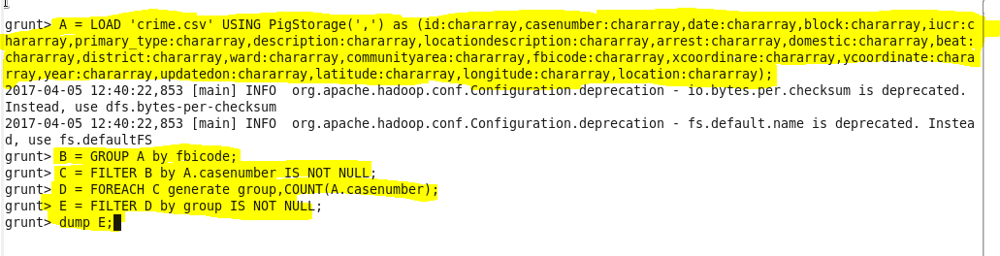 grunt> A = LOAD 'crime.csv' USING PigStorage(',') as (id:chararray,casenumber:chararray,date:chararray,block:chararray,iucr:c
hararray,primary_type:chararray,description:chararray,locationdescription:chararray,arrest:chararray,domestic:chararray,beat:
chararray,district:chararray,ward:chararray,communityarea:chararray,fbicode:chararray,xcoordinare:chararray,ycoordinate:chara
rray,year:chararray,updatedon:chararray,latitude:chararray,longitude:chararray,location:chararray);
2017-04-05 12:40:22,853 [main] INFO  org.apache.hadoop.conf.Configuration.deprecation - io.bytes.per.checksum is deprecated.
Instead, use dfs.bytes-per-checksum
2017-04-05 12:40:22,853 [main] INFO  org.apache.hadoop.conf.Configuration.deprecation - fs.default.name is deprecated. Instea
d, use fs.defaultFS
grunt> B = GROUP A by fbicode;
grunt> C = FILTER B by A.casenumber IS NOT NULL;
grunt> D = FOREACH C generate group,COUNT(A.casenumber);
grunt> E = FILTER D by group IS NOT NULL;
grunt> dump E;